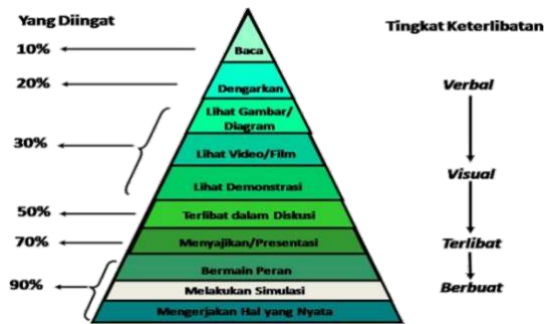 Yang Diingat
Tingkat Keterlibatan
10%
Baca
20%
Dengarkan
Verbal
Lihat Gambar/
Diagram
30%
Lihat Video/Film
Visual
Lihat Demonstrasi
50%
Terlibat dalam Diskusi
70%
Menyajikan/Presentasi
Terlibat
Bermain Peran
90%
Melakukan Simulasi
Berbuat
Mengerjakan Hal yang Nyata